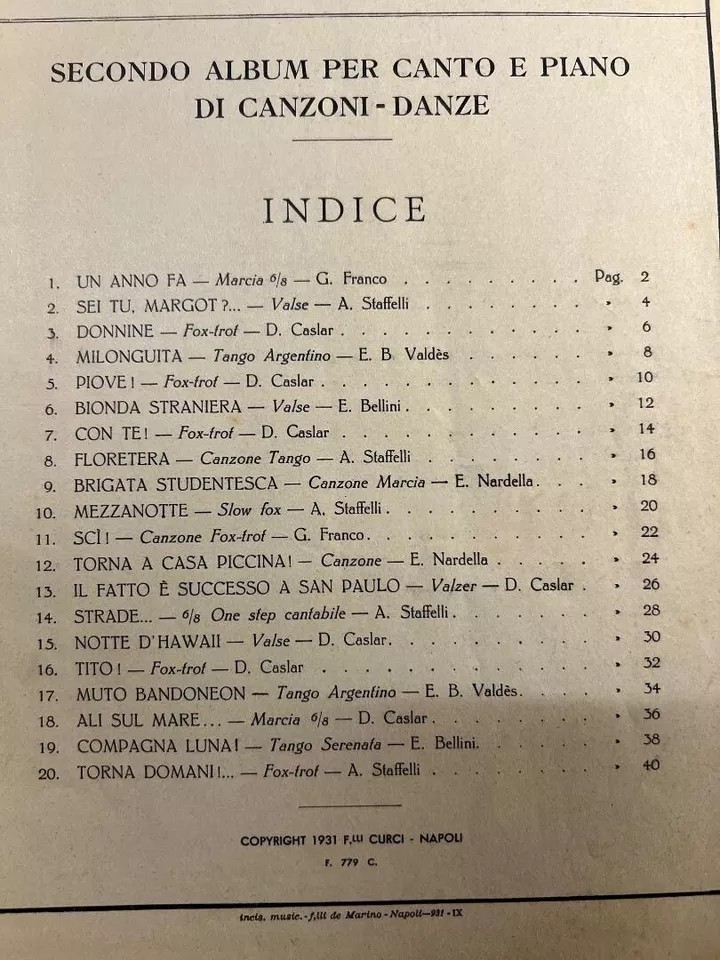 SECONDO ALBUM PER CANTO E PIANO
DI CANZONI - DANZE
INDICE
1. UN ANNO FA — Marcia 6/8 — G. Franco . . . . . . . . . Pag. 2
2. SEI TU, MARGOT?... — Valse — A. Staffelli . . . . . . . . » 4
3. DONNINE — Fox-trot — D. Caslar . . . . . . . . . . . » 6
4. MILONGUITA — Tango Argentino — E. B Valdès . . . . . . » 8
5. PIOVE! — Fox-trot — D. Caslar . . . . . . . . . . . . » 10
6. BIONDA STRANIERA — Valse — E. Bellini . . . . . . . . . » 12
7. CON TE! — Fox-trot — D. Caslar . . . . . . . . . . . » 14
8. FLORETERA — Canzone Tango — A. Staffelli . . . . . . . . » 16
9. BRIGATA STUDENTESCA — Canzone Marcia — E. Nardella . . . » 18
10. MEZZANOTTE — Slow fox — A. Staffelli . . . . . . . . . » 20
11. SCÌ! — Canzone Fox-trot — G. Franco . . . . . . . . . » 22
12. TORNA A CASA PICCINA! — Canzone — E. Nardella . . . . . » 24
13. IL FATTO È SUCCESSO A SAN PAULO — Valzer — D. Caslar . » 26
14. STRADE... — 6/8 One step cantabile — A. Staffelli . . . . . . » 28
15. NOTTE D'HAWAII — Valse — D. Caslar . . . . . . . . . » 30
16. TITO! — Fox-trot — D. Caslar . . . . . . . . . . . . » 32
17. MUTO BANDONEON — Tango Argentino — E. B. Valdès . . . . » 34
18. ALI SUL MARE... — Marcia 6/8 — D. Caslar . . . . . . . . » 36
19. COMPAGNA LUNA! — Tango Serenata — E. Bellini . . . . . . » 38
20. TORNA DOMANI!... — Fox-trot — A. Staffelli . . . . . . . . » 40
COPYRIGHT 1931 F.LLI CURCI - NAPOLI
F. 779 C.
incis. music. - f.lli de Marino - Napoli—931 - IX